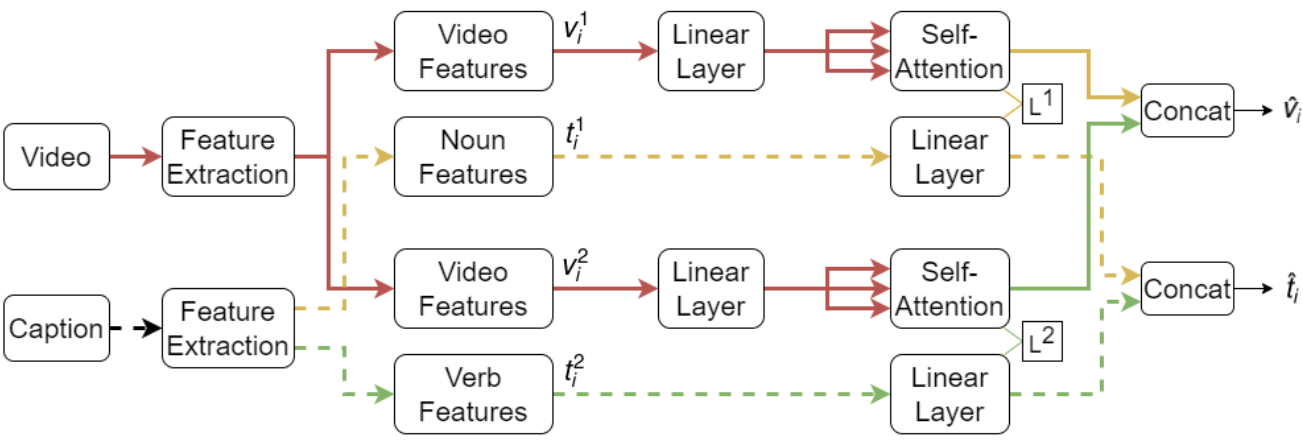 Video
Features
v_i^1
Linear
Layer
Self-
Attention
L^1
Concat
v̂_i
Video
Feature
Extraction
Noun
Features
t_i^1
Linear
Layer
Video
Features
v_i^2
Linear
Layer
Self-
Attention
Concat
t̂_i
Caption
Feature
Extraction
L^2
Verb
Features
t_i^2
Linear
Layer